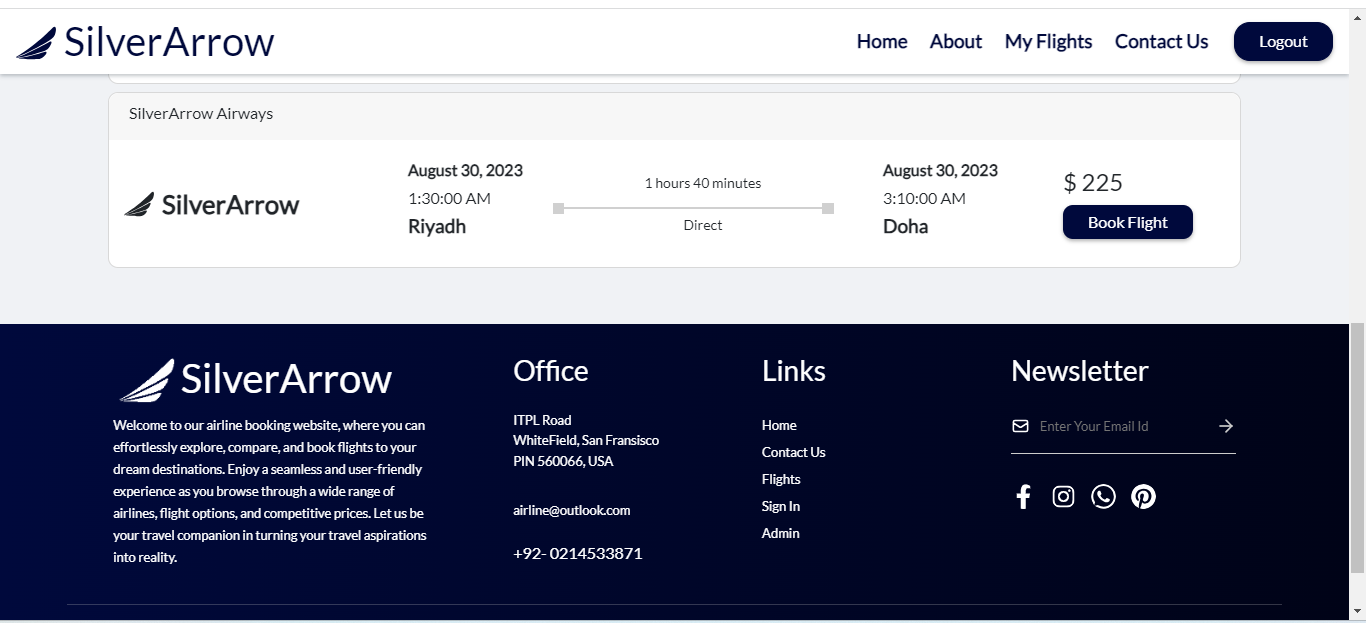 SilverArrow
Home About My Flights Contact Us Logout
SilverArrow Airways
SilverArrow
August 30, 2023
1:30:00 AM
Riyadh
1 hours 40 minutes
Direct
August 30, 2023
3:10:00 AM
Doha
$ 225
Book Flight
SilverArrow
Welcome to our airline booking website, where you can
effortlessly explore, compare, and book flights to your
dream destinations. Enjoy a seamless and user-friendly
experience as you browse through a wide range of
airlines, flight options, and competitive prices. Let us be
your travel companion in turning your travel aspirations
into reality.
Office
ITPL Road
WhiteField, San Fransisco
PIN 560066, USA
airline@outlook.com
+92- 0214533871
Links
Home
Contact Us
Flights
Sign In
Admin
Newsletter
Enter Your Email Id